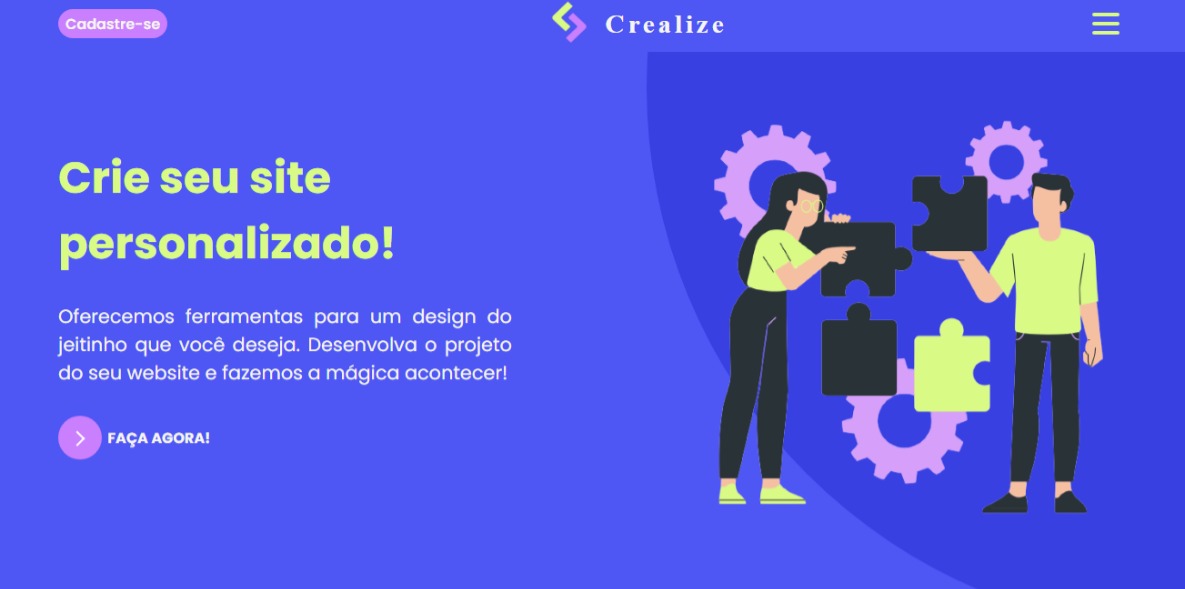 Cadastre-se
Crealize
Crie seu site
personalizado!
Oferecemos ferramentas para um design do
jeitinho que você deseja. Desenvolva o projeto
do seu website e fazemos a mágica acontecer!
FAÇA AGORA!